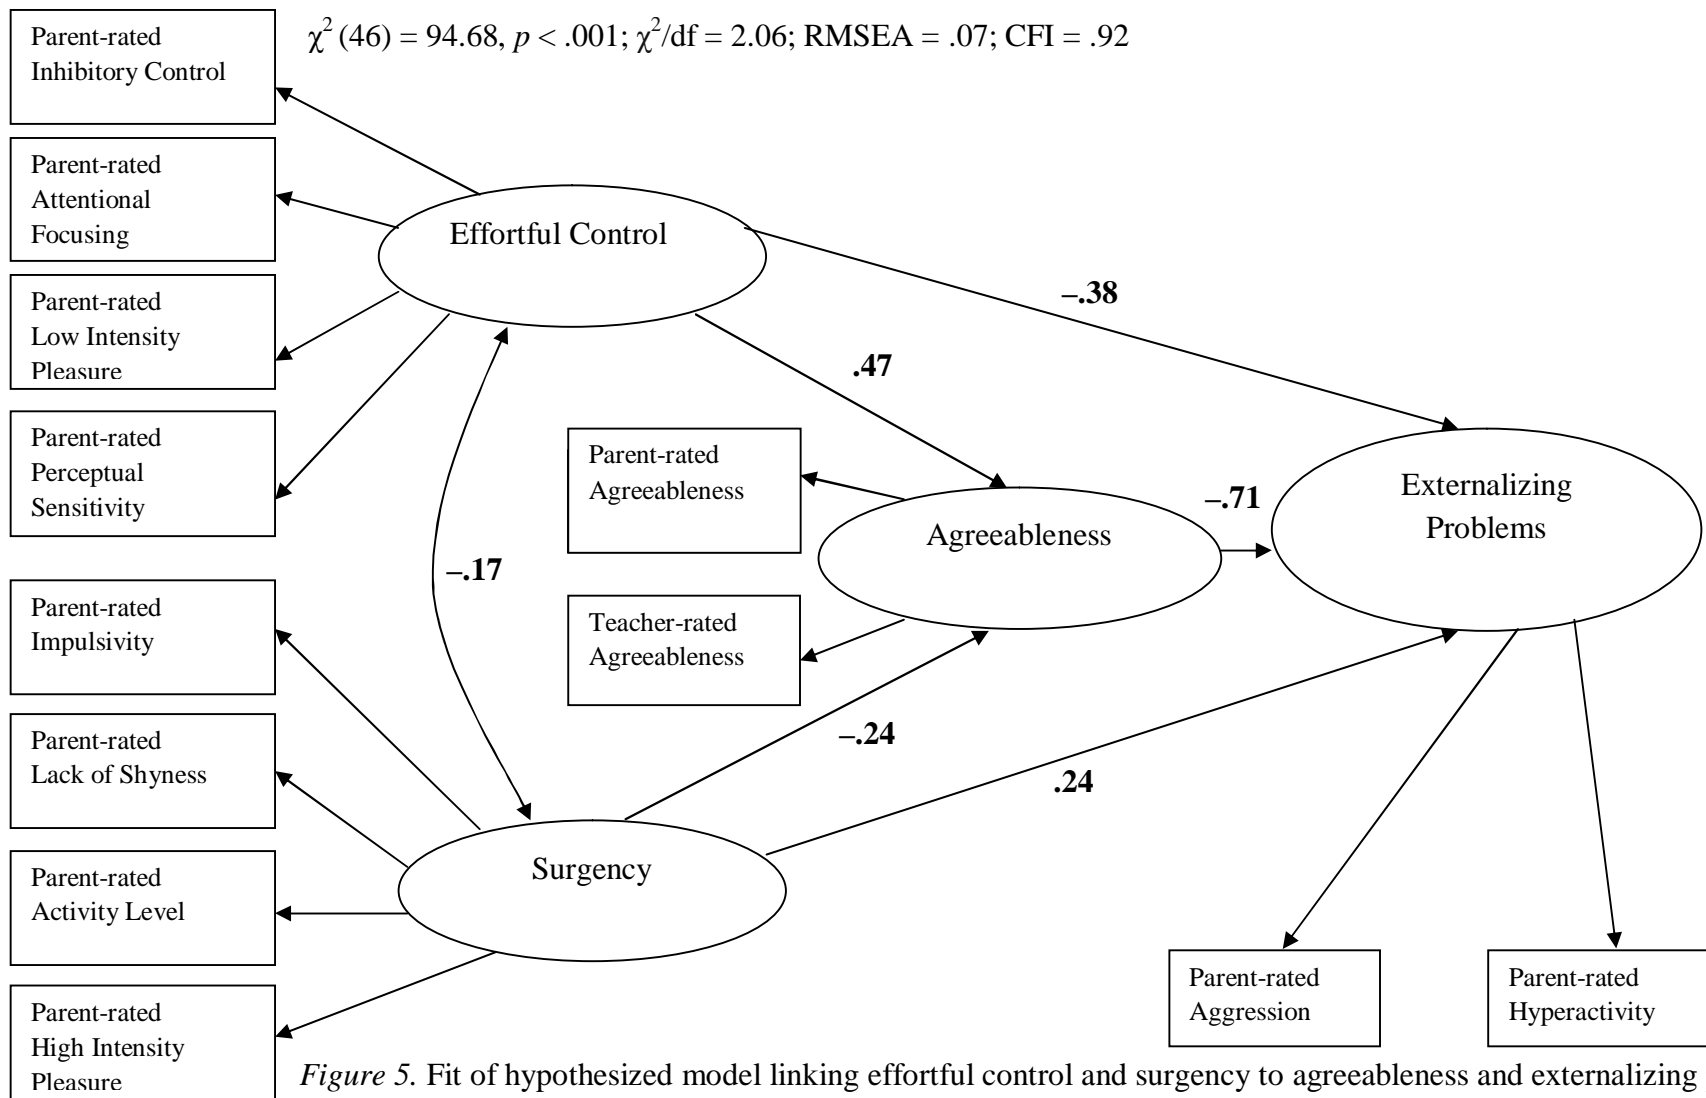 χ² (46) = 94.68, p < .001; χ²/df = 2.06; RMSEA = .07; CFI = .92
Parent-rated
Inhibitory Control
Parent-rated
Attentional
Focusing
Parent-rated
Low Intensity
Pleasure
Parent-rated
Perceptual
Sensitivity
Parent-rated
Impulsivity
Parent-rated
Lack of Shyness
Parent-rated
Activity Level
Parent-rated
High Intensity
Pleasure
Effortful Control
–.38
.47
–.17
Parent-rated
Agreeableness
Teacher-rated
Agreeableness
Agreeableness
–.71
Externalizing
Problems
–.24
.24
Surgency
Parent-rated
Aggression
Parent-rated
Hyperactivity
Figure 5. Fit of hypothesized model linking effortful control and surgency to agreeableness and externalizing